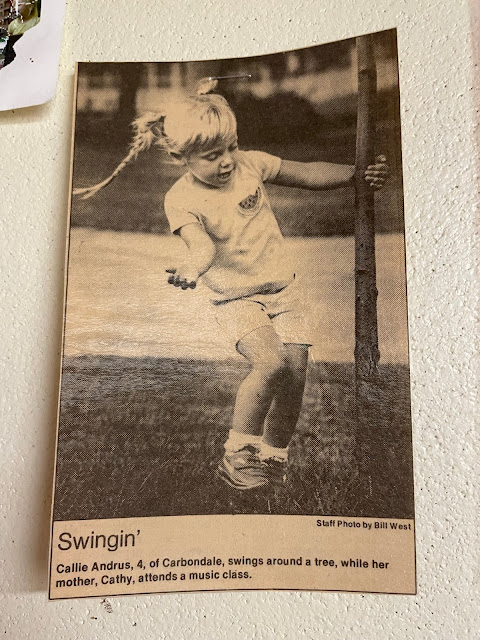 Staff Photo by Bill West
Swingin'
Callie Andrus, 4, of Carbondale, swings around a tree, while her
mother, Cathy, attends a music class.